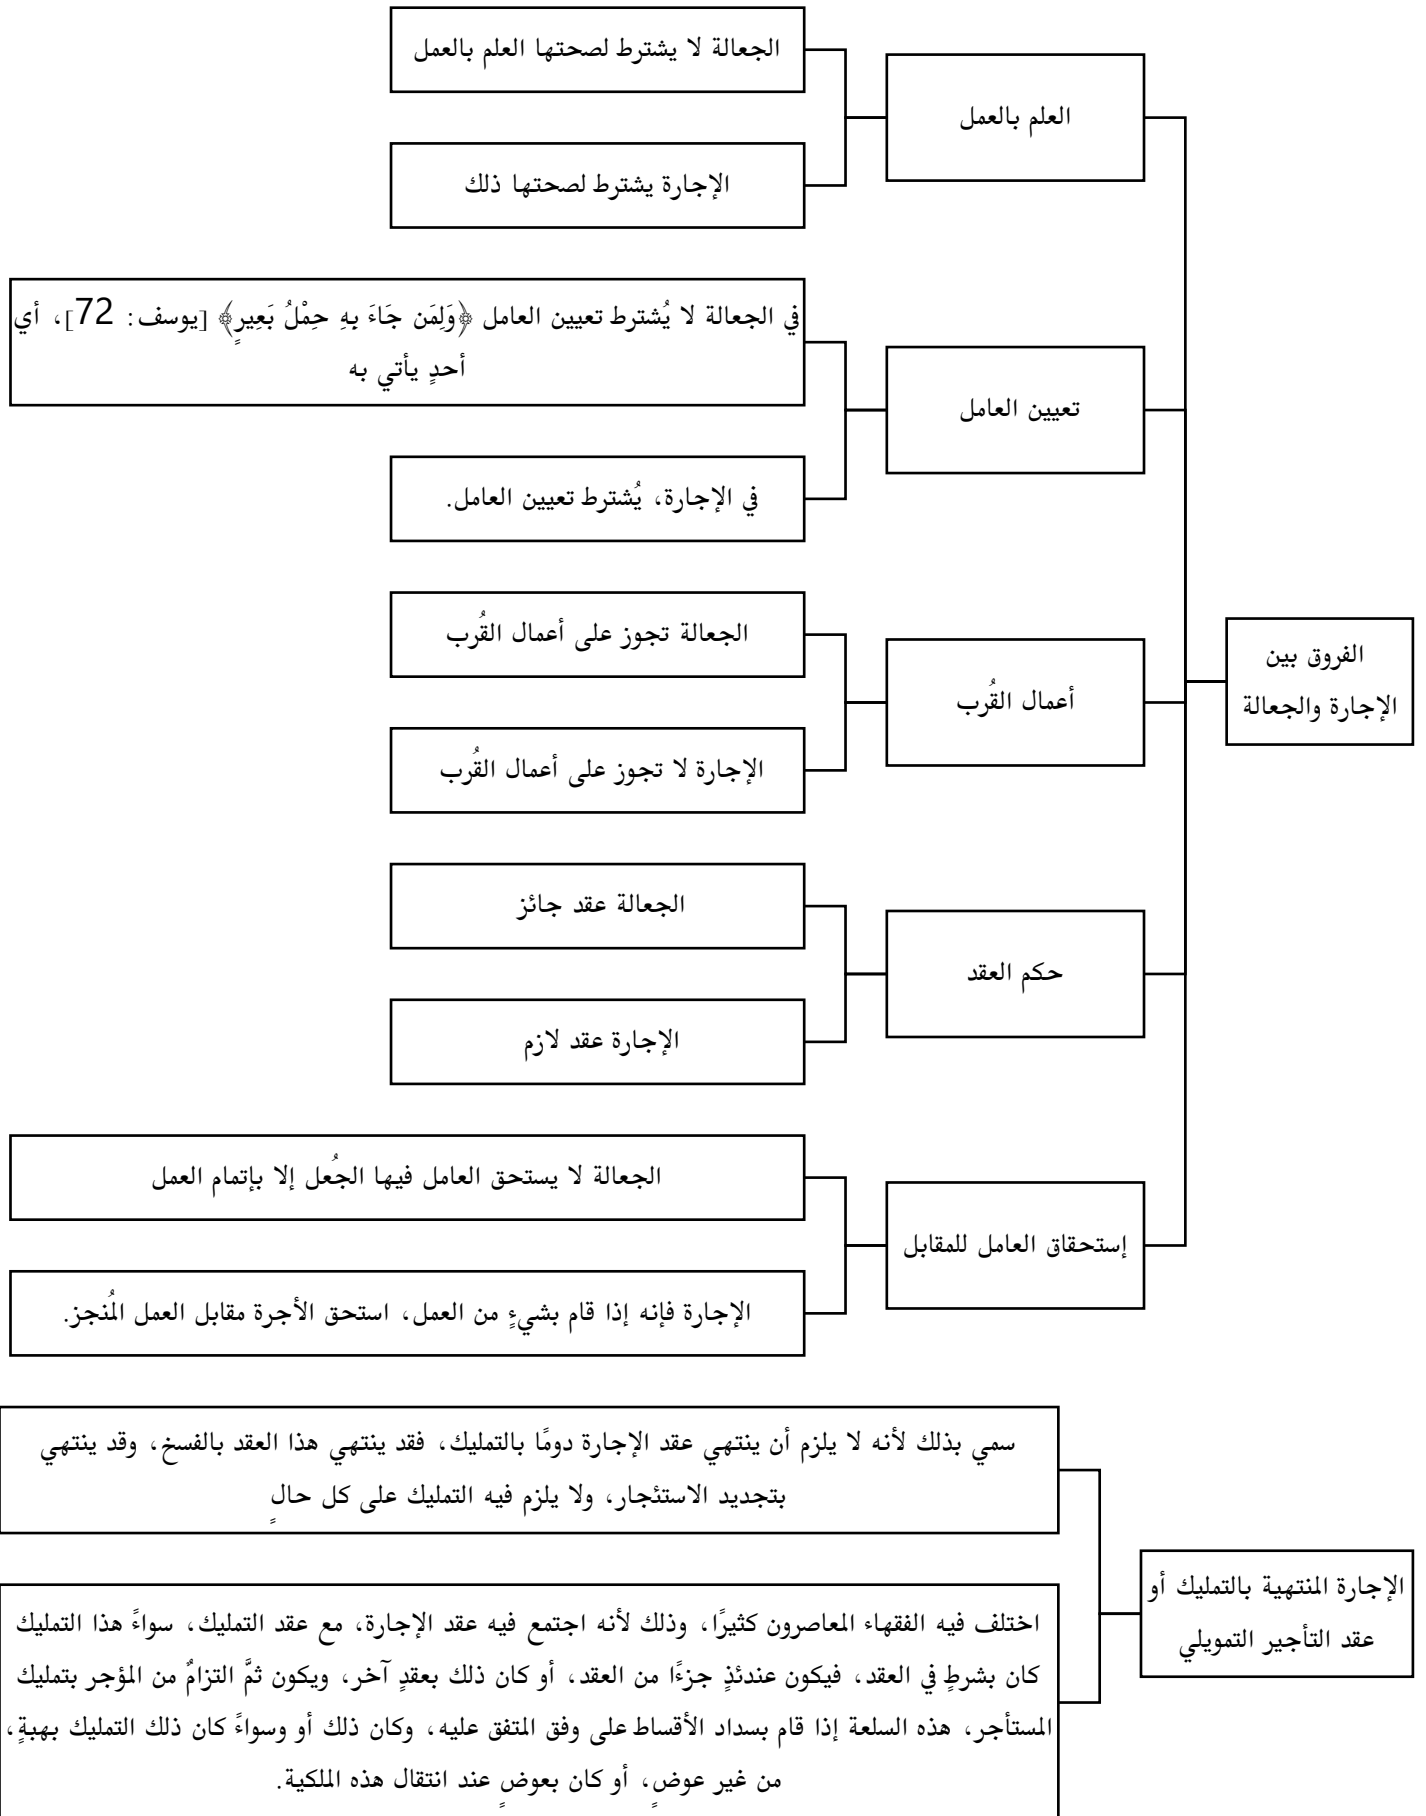 الفروق بين
الإجارة والجعالة
العلم بالعمل
الجعالة لا يشترط لصحتها العلم بالعمل
الإجارة يشترط لصحتها ذلك
تعيين العامل
في الجعالة لا يُشترط تعيين العامل ﴿وَلِمَن جَاءَ بِهِ حِمْلُ بَعِيرٍ﴾ [يوسف: 72]، أي
أحدٍ يأتي به
في الإجارة، يُشترط تعيين العامل.
أعمال القُرب
الجعالة تجوز على أعمال القُرب
الإجارة لا تجوز على أعمال القُرب
حكم العقد
الجعالة عقد جائز
الإجارة عقد لازم
إستحقاق العامل للمقابل
الجعالة لا يستحق العامل فيها الجُعل إلا بإتمام العمل
الإجارة فإنه إذا قام بشيءٍ من العمل، استحق الأجرة مقابل العمل المُنجز.
الإجارة المنتهية بالتمليك أو
عقد التأجير التمويلي
سمي بذلك لأنه لا يلزم أن ينتهي عقد الإجارة دومًا بالتمليك، فقد ينتهي هذا العقد بالفسخ، وقد ينتهي
بتجديد الاستئجار، ولا يلزم فيه التمليك على كل حالٍ
اختلف فيه الفقهاء المعاصرون كثيرًا، وذلك لأنه اجتمع فيه عقد الإجارة، مع عقد التمليك، سواءً هذا التمليك
كان بشرطٍ في العقد، فيكون عندئذٍ جزءًا من العقد، أو كان ذلك بعقدٍ آخر، ويكون ثمَّ التزامٌ من المؤجر بتمليك
المستأجر، هذه السلعة إذا قام بسداد الأقساط على وفق المتفق عليه، وكان ذلك أو وسواءً كان ذلك التمليك بهبةٍ،
من غير عوضٍ، أو كان بعوضٍ عند انتقال هذه الملكية.